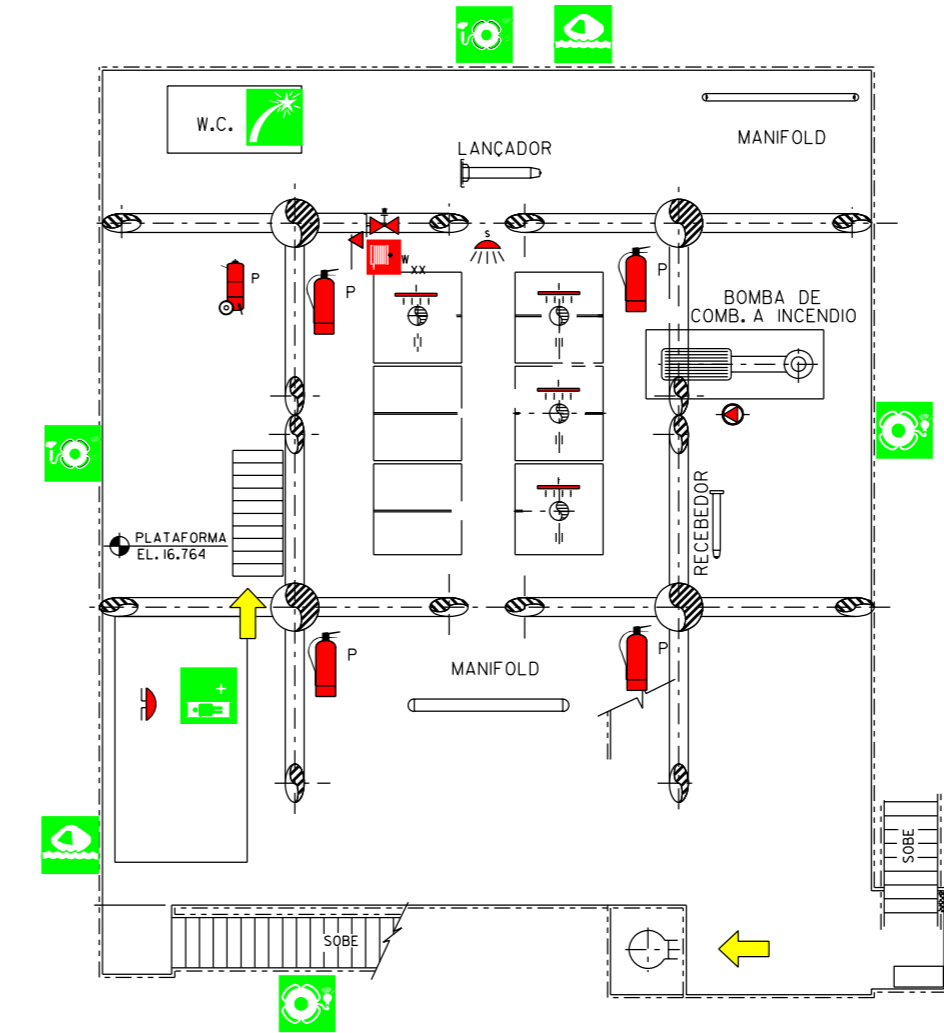 W.C.
MANIFOLD
LANÇADOR
S
W
XX
P
P
P
BOMBA DE
COMB. A INCENDIO
RECEBEDOR
PLATAFORMA
EL. 16.764
P
P
MANIFOLD
SOBE
SOBE